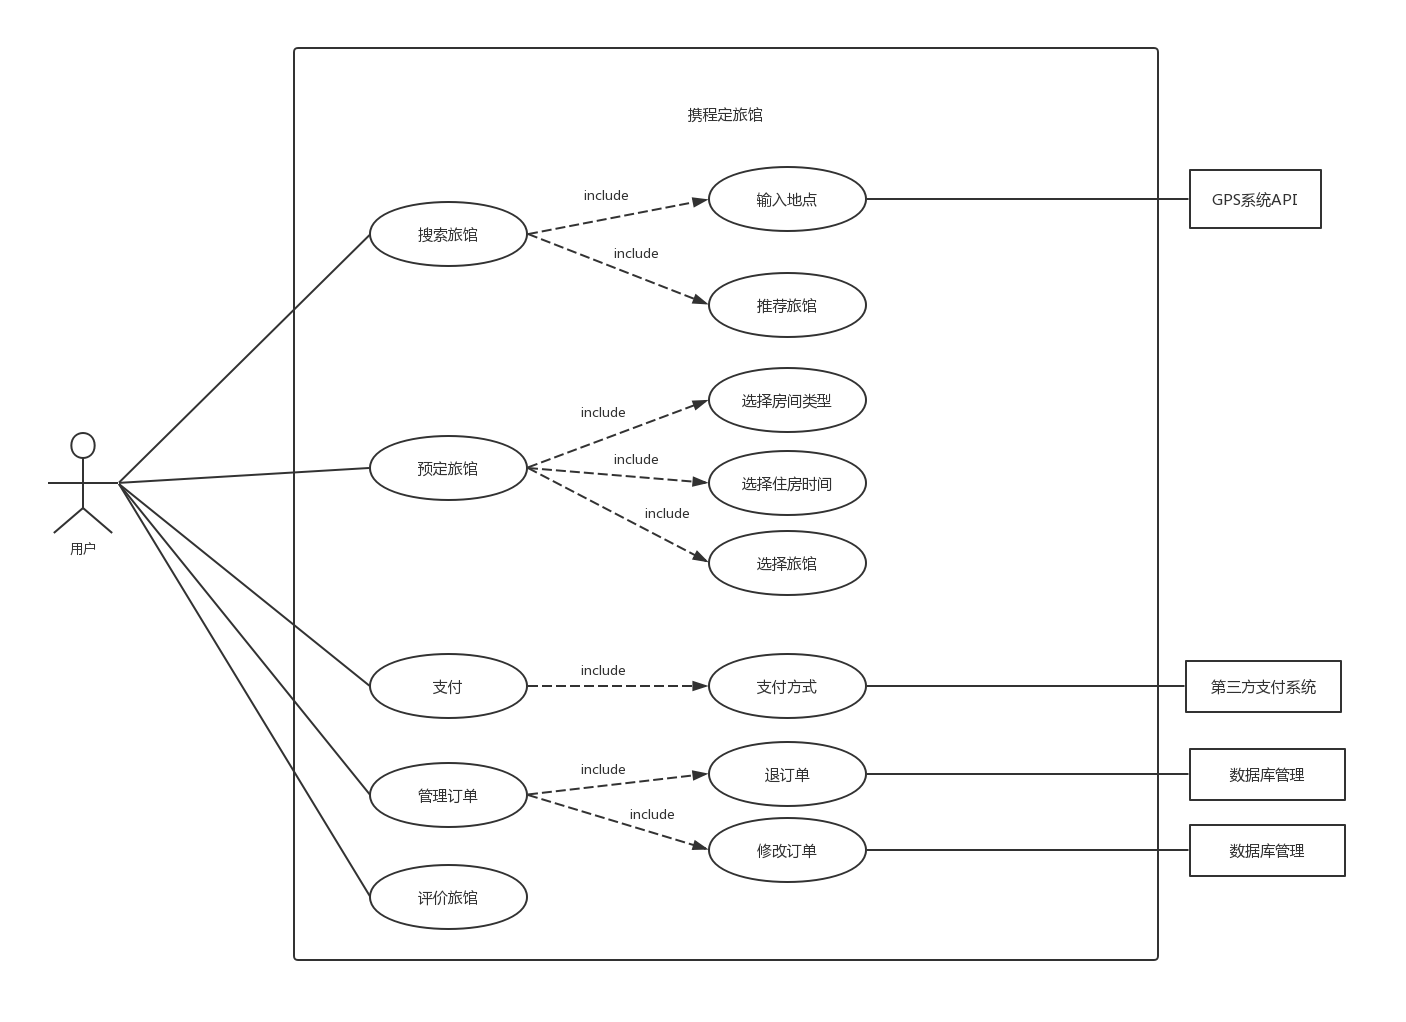 携程定旅馆
include
输入地点
GPS系统API
搜索旅馆
include
推荐旅馆
include
选择房间类型
预定旅馆
include
选择住房时间
include
选择旅馆
用户
include
支付
支付方式
第三方支付系统
include
退订单
数据库管理
管理订单
include
修改订单
数据库管理
评价旅馆